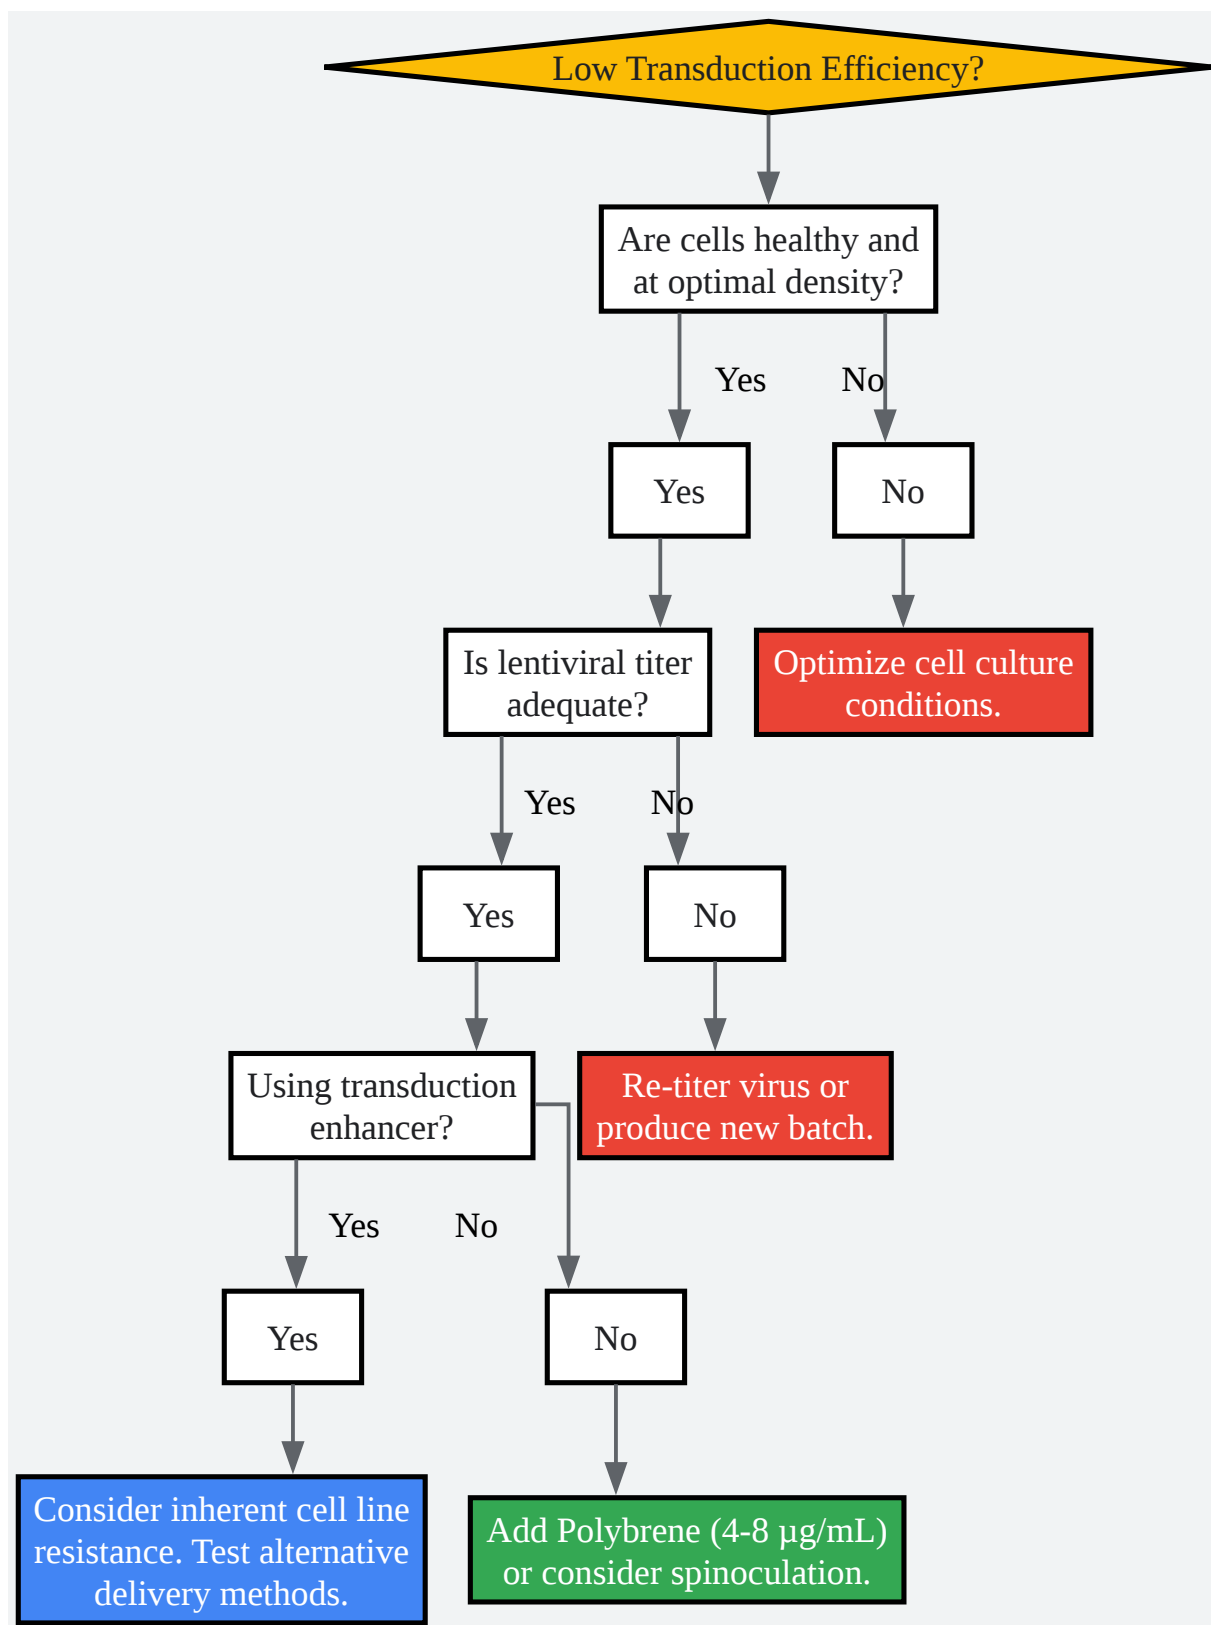 Low Transduction Efficiency?
Are cells healthy and
at optimal density?
Yes
No
Yes
No
Is lentiviral titer
adequate?
Optimize cell culture
conditions.
Yes
No
Yes
No
Using transduction
enhancer?
Re-titer virus or
produce new batch.
Yes
No
Yes
No
Consider inherent cell line
resistance. Test alternative
delivery methods.
Add Polybrene (4-8 µg/mL)
or consider spinoculation.